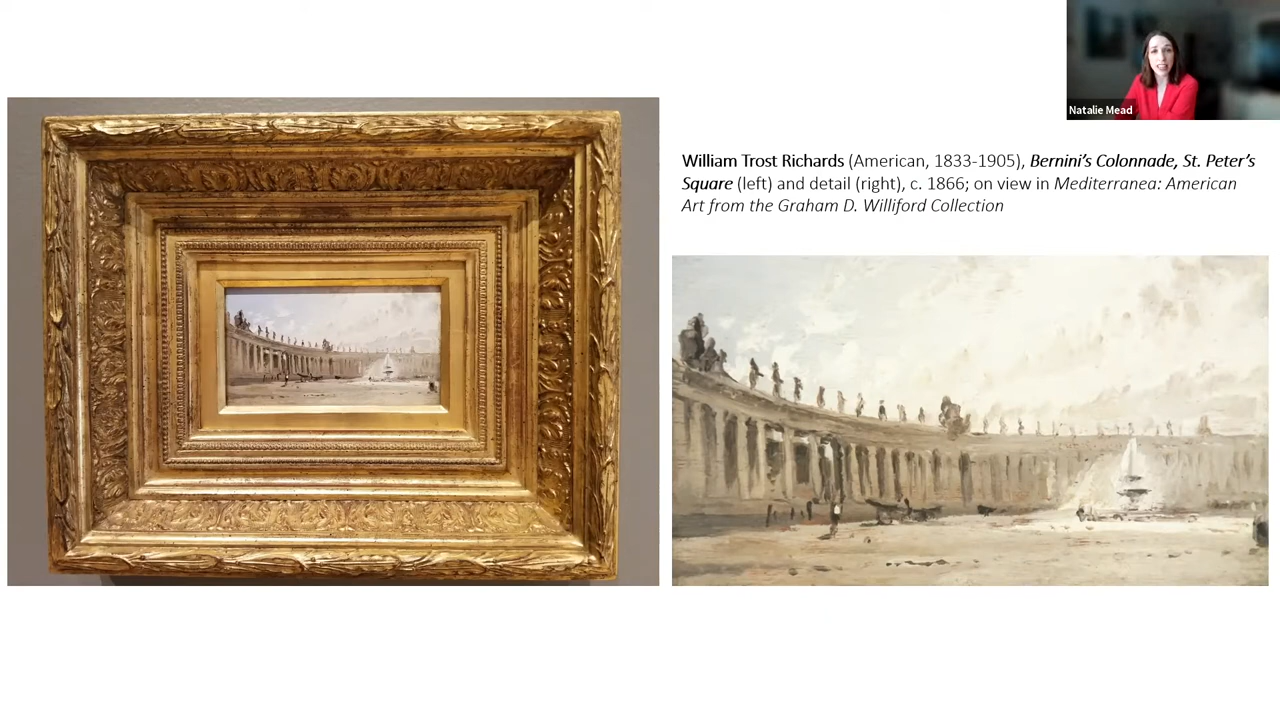 Natalie Mead
William Trost Richards (American, 1833-1905), Bernini’s Colonnade, St. Peter’s
Square (left) and detail (right), c. 1866; on view in Mediterranea: American
Art from the Graham D. Williford Collection